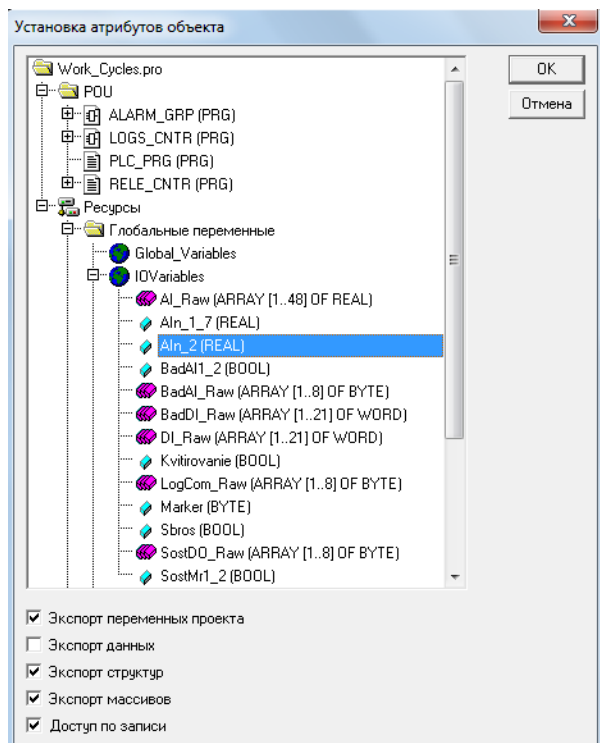 Установка атрибутов объекта
Work_Cycles.pro
OK
POU
Отмена
ALARM_GRP (PRG)
LOGS_CNTR (PRG)
PLC_PRG (PRG)
RELE_CNTR (PRG)
Ресурсы
Глобальные переменные
Global_Variables
IOVariables
AI_Raw (ARRAY [1..48] OF REAL)
AIn_1_7 (REAL)
AIn_2 (REAL)
BadAI1_2 (BOOL)
BadAI_Raw (ARRAY [1..8] OF BYTE)
BadDI_Raw (ARRAY [1..21] OF WORD)
DI_Raw (ARRAY [1..21] OF WORD)
Kvitirovanie (BOOL)
LogCom_Raw (ARRAY [1..8] OF BYTE)
Marker (BYTE)
Sbros (BOOL)
SostDO_Raw (ARRAY [1..8] OF BYTE)
SostMr1_2 (BOOL)
Экспорт переменных проекта
Экспорт данных
Экспорт структур
Экспорт массивов
Доступ по записи